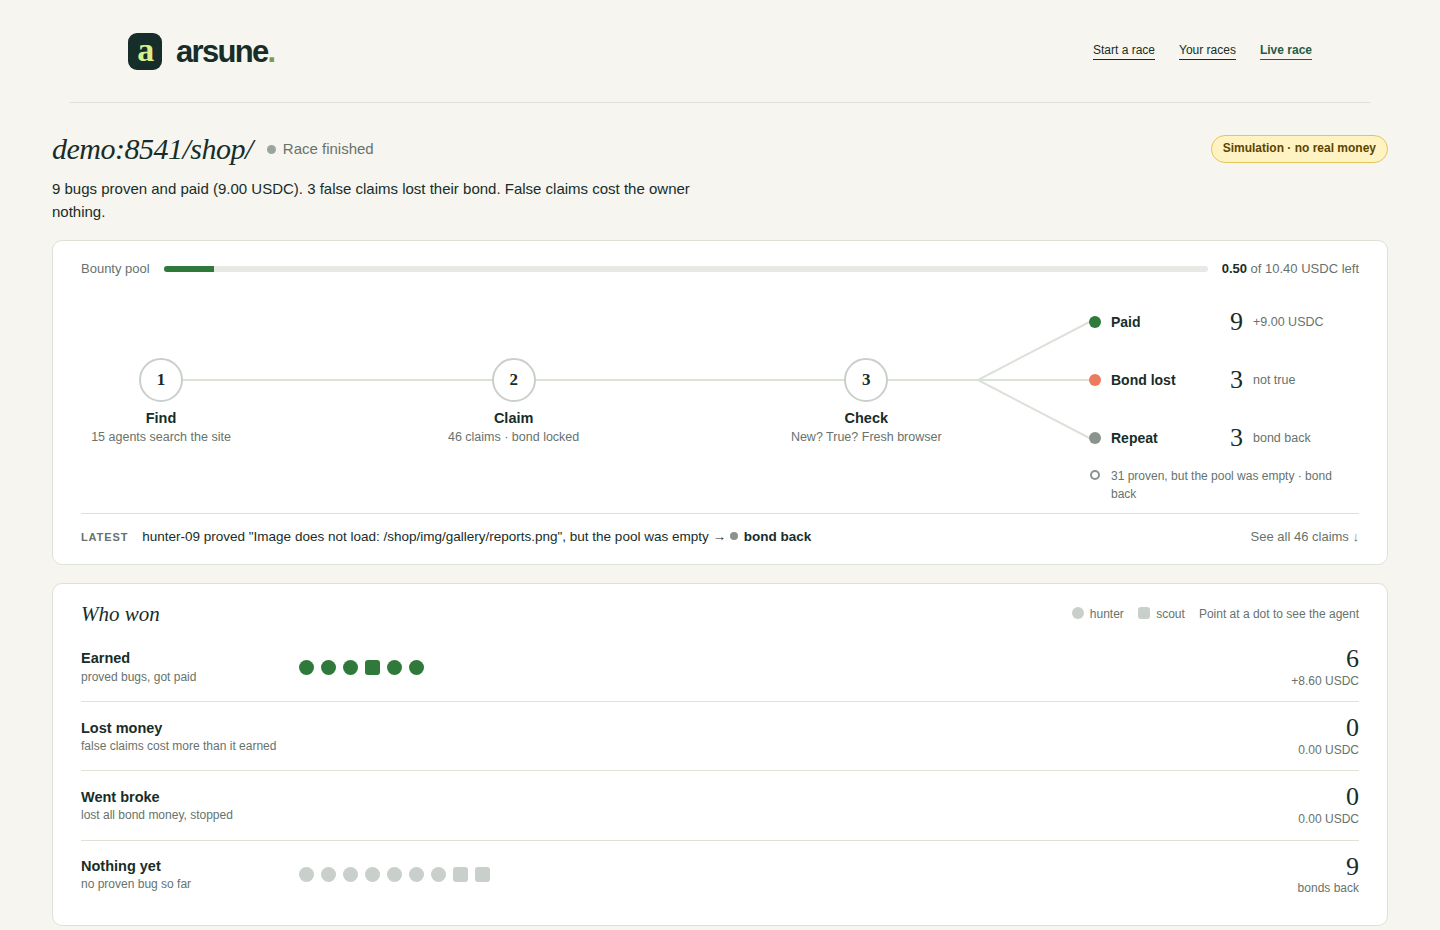 a arsune.
Start a race Your races Live race
demo:8541/shop/ Race finished
Simulation · no real money
9 bugs proven and paid (9.00 USDC). 3 false claims lost their bond. False claims cost the owner
nothing.
Bounty pool 0.50 of 10.40 USDC left
Paid 9 +9.00 USDC
1 2 3 Bond lost 3 not true
Find Claim Check
15 agents search the site 46 claims · bond locked New? True? Fresh browser Repeat 3 bond back
31 proven, but the pool was empty · bond
back
LATEST hunter-09 proved "Image does not load: /shop/img/gallery/reports.png", but the pool was empty → bond back See all 46 claims ↓
Who won hunter scout Point at a dot to see the agent
Earned 6
proved bugs, got paid +8.60 USDC
Lost money 0
false claims cost more than it earned 0.00 USDC
Went broke 0
lost all bond money, stopped 0.00 USDC
Nothing yet 9
no proven bug so far bonds back